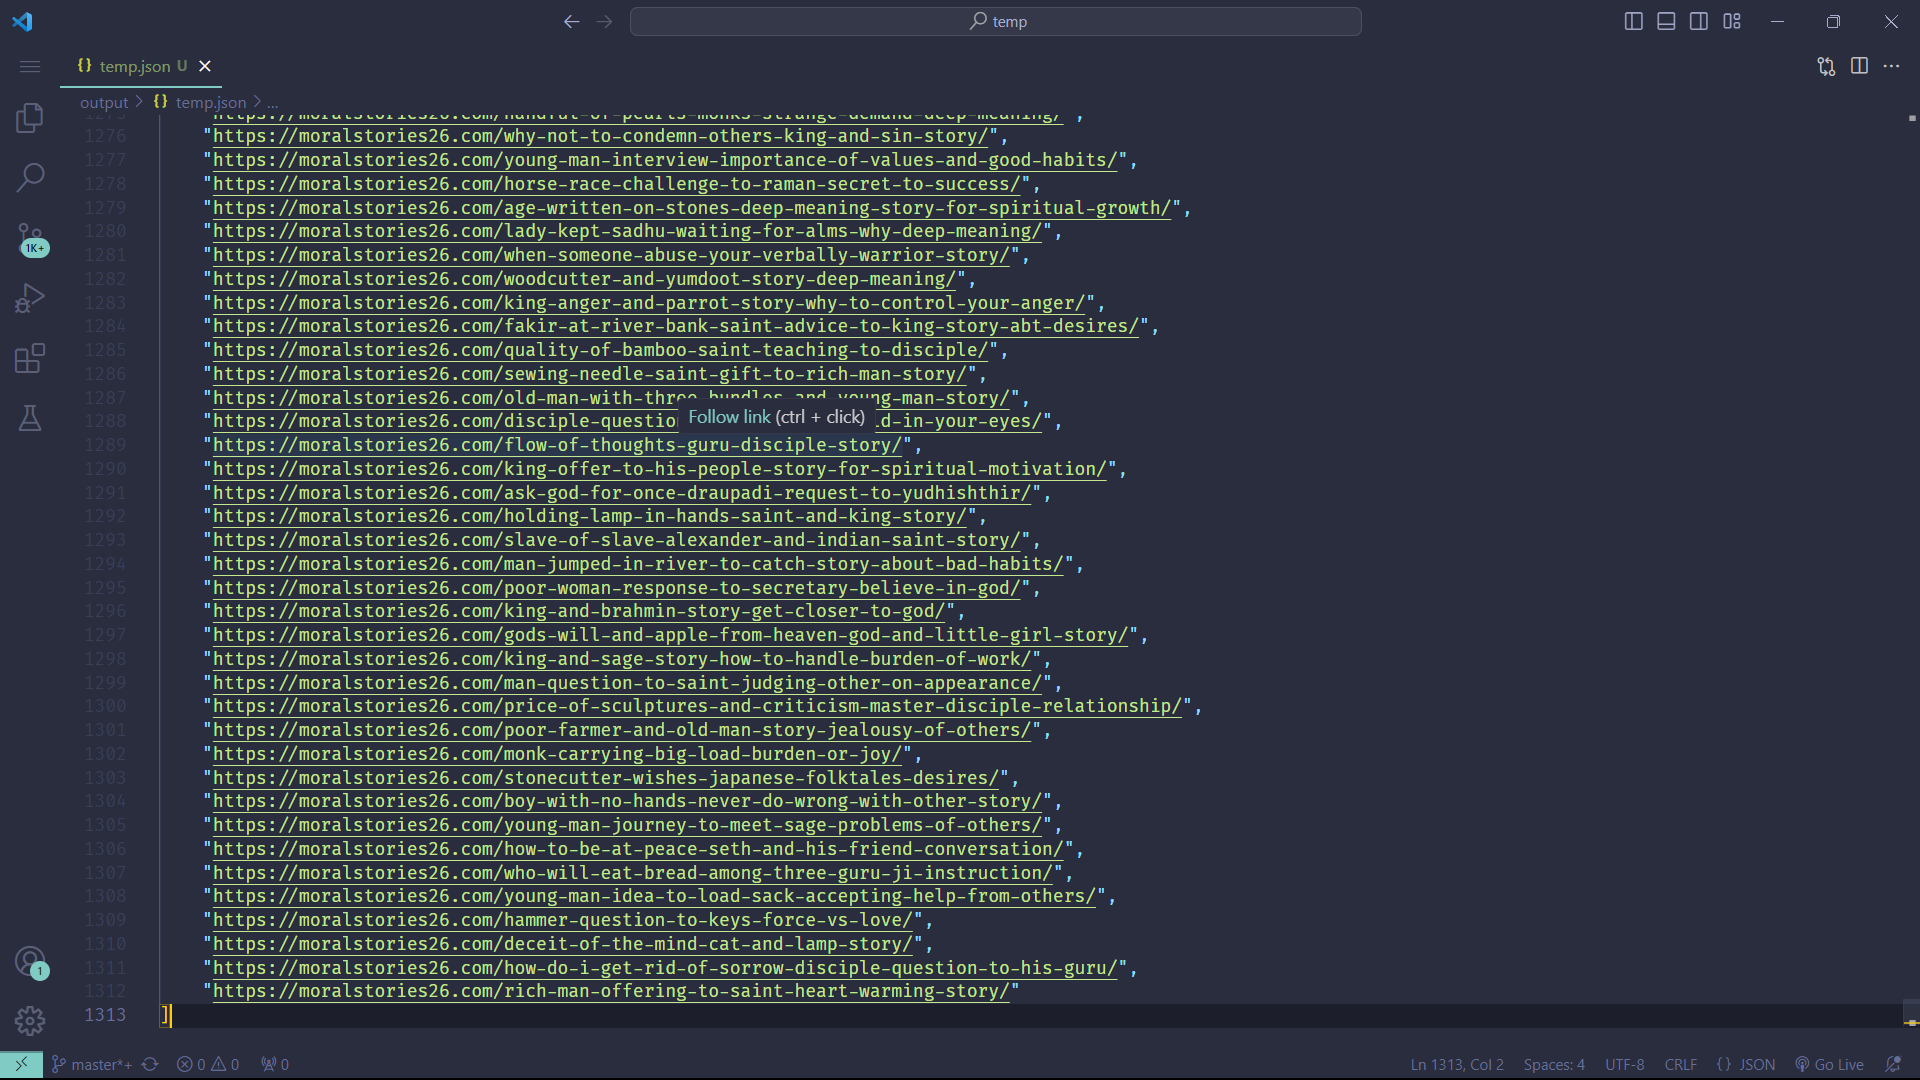 temp
{} temp.json U
output > {} temp.json > ...
1276 "https://moralstories26.com/why-not-to-condemn-others-king-and-sin-story/",
1277 "https://moralstories26.com/young-man-interview-importance-of-values-and-good-habits/",
1278 "https://moralstories26.com/horse-race-challenge-to-raman-secret-to-success/",
1279 "https://moralstories26.com/age-written-on-stones-deep-meaning-story-for-spiritual-growth/",
1280 "https://moralstories26.com/lady-kept-sadhu-waiting-for-alms-why-deep-meaning/",
1281 "https://moralstories26.com/when-someone-abuse-your-verbally-warrior-story/",
1282 "https://moralstories26.com/woodcutter-and-yumdoot-story-deep-meaning/",
1283 "https://moralstories26.com/king-anger-and-parrot-story-why-to-control-your-anger/",
1284 "https://moralstories26.com/fakir-at-river-bank-saint-advice-to-king-story-abt-desires/",
1285 "https://moralstories26.com/quality-of-bamboo-saint-teaching-to-disciple/",
1286 "https://moralstories26.com/sewing-needle-saint-gift-to-rich-man-story/",
1287 "https://moralstories26.com/old-man-with-three-bundles-and-young-man-story/",
Follow link (ctrl + click)
1288 "https://moralstories26.com/disciple-question d-in-your-eyes/",
1289 "https://moralstories26.com/flow-of-thoughts-guru-disciple-story/",
1290 "https://moralstories26.com/king-offer-to-his-people-story-for-spiritual-motivation/",
1291 "https://moralstories26.com/ask-god-for-once-draupadi-request-to-yudhishthir/",
1292 "https://moralstories26.com/holding-lamp-in-hands-saint-and-king-story/",
1293 "https://moralstories26.com/slave-of-slave-alexander-and-indian-saint-story/",
1294 "https://moralstories26.com/man-jumped-in-river-to-catch-story-about-bad-habits/",
1295 "https://moralstories26.com/poor-woman-response-to-secretary-believe-in-god/",
1296 "https://moralstories26.com/king-and-brahmin-story-get-closer-to-god/",
1297 "https://moralstories26.com/gods-will-and-apple-from-heaven-god-and-little-girl-story/",
1298 "https://moralstories26.com/king-and-sage-story-how-to-handle-burden-of-work/",
1299 "https://moralstories26.com/man-question-to-saint-judging-other-on-appearance/",
1300 "https://moralstories26.com/price-of-sculptures-and-criticism-master-disciple-relationship/",
1301 "https://moralstories26.com/poor-farmer-and-old-man-story-jealousy-of-others/",
1302 "https://moralstories26.com/monk-carrying-big-load-burden-or-joy/",
1303 "https://moralstories26.com/stonecutter-wishes-japanese-folktales-desires/",
1304 "https://moralstories26.com/boy-with-no-hands-never-do-wrong-with-other-story/",
1305 "https://moralstories26.com/young-man-journey-to-meet-sage-problems-of-others/",
1306 "https://moralstories26.com/how-to-be-at-peace-seth-and-his-friend-conversation/",
1307 "https://moralstories26.com/who-will-eat-bread-among-three-guru-ji-instruction/",
1308 "https://moralstories26.com/young-man-idea-to-load-sack-accepting-help-from-others/",
1309 "https://moralstories26.com/hammer-question-to-keys-force-vs-love/",
1310 "https://moralstories26.com/deceit-of-the-mind-cat-and-lamp-story/",
1311 "https://moralstories26.com/how-do-i-get-rid-of-sorrow-disciple-question-to-his-guru/",
1312 "https://moralstories26.com/rich-man-offering-to-saint-heart-warming-story/"
1313 ]
1K+
1
master*+ 0 0 0 Ln 1313, Col 2 Spaces: 4 UTF-8 CRLF {} JSON Go Live